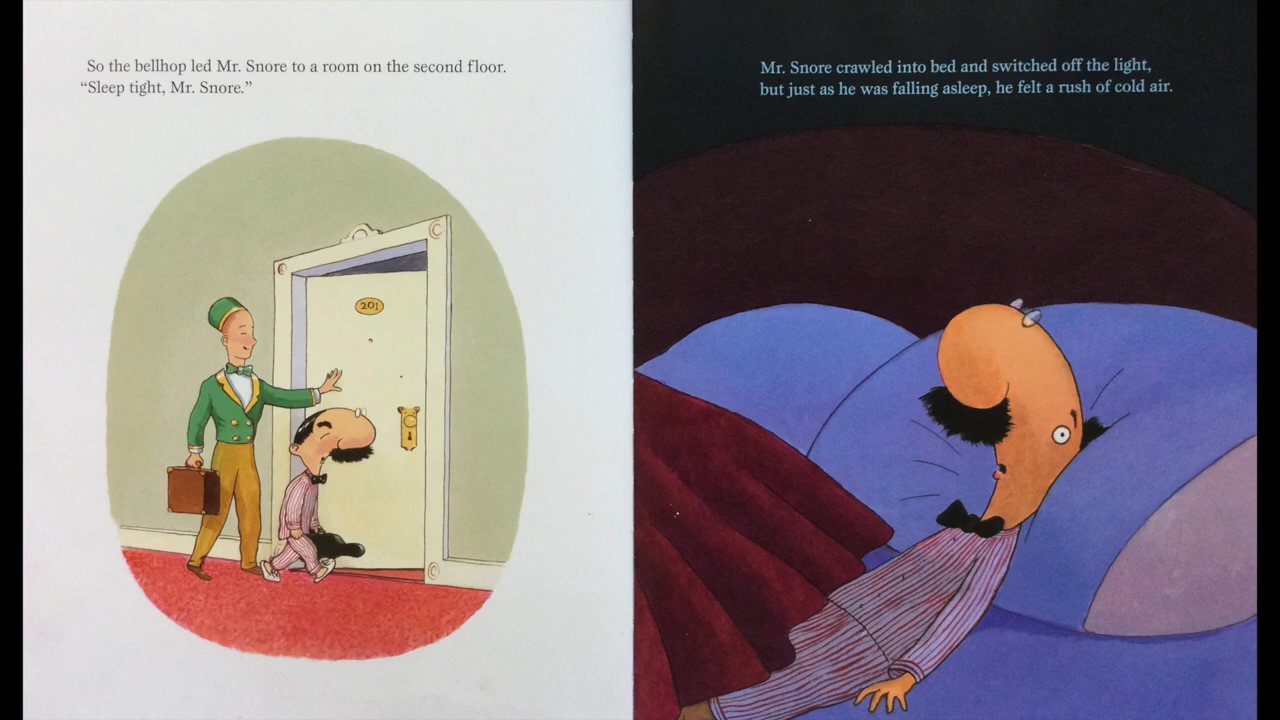 So the bellhop led Mr. Snore to a room on the second floor.
“Sleep tight, Mr. Snore.”
201
Mr. Snore crawled into bed and switched off the light,
but just as he was falling asleep, he felt a rush of cold air.